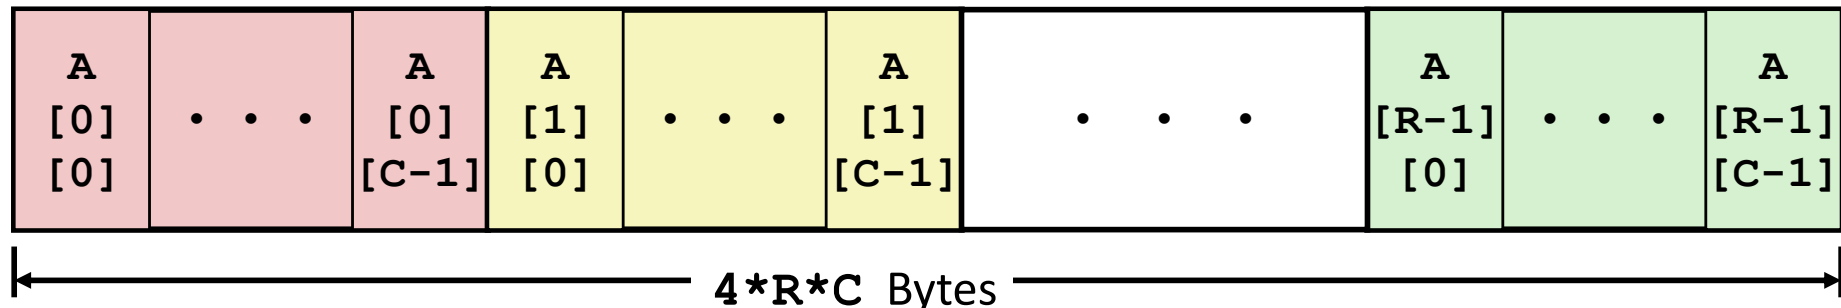 A A A A A A
[0] • • • [0] [1] • • • [1] • • • [R-1] • • • [R-1]
[0] [C-1] [0] [C-1] [0] [C-1]
4*R*C Bytes